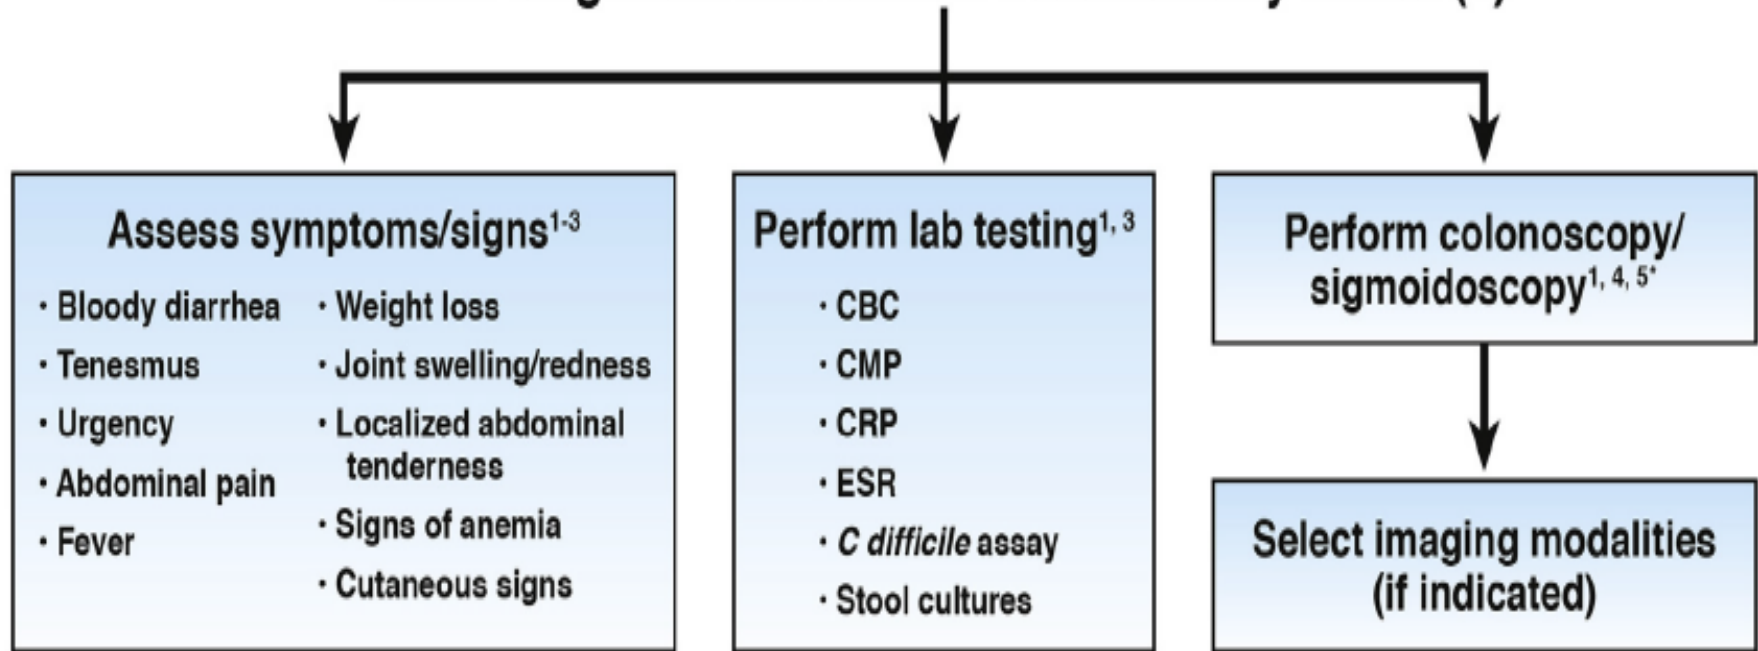 Assess symptoms/signs1-3
· Bloody diarrhea
· Tenesmus
· Urgency
· Abdominal pain
· Fever
· Weight loss
· Joint swelling/redness
· Localized abdominal
tenderness
· Signs of anemia
· Cutaneous signs
Perform lab testing1, 3
· CBC
· CMP
· CRP
· ESR
· C difficile assay
· Stool cultures
Perform colonoscopy/
sigmoidoscopy1, 4, 5*
Select imaging modalities
(if indicated)